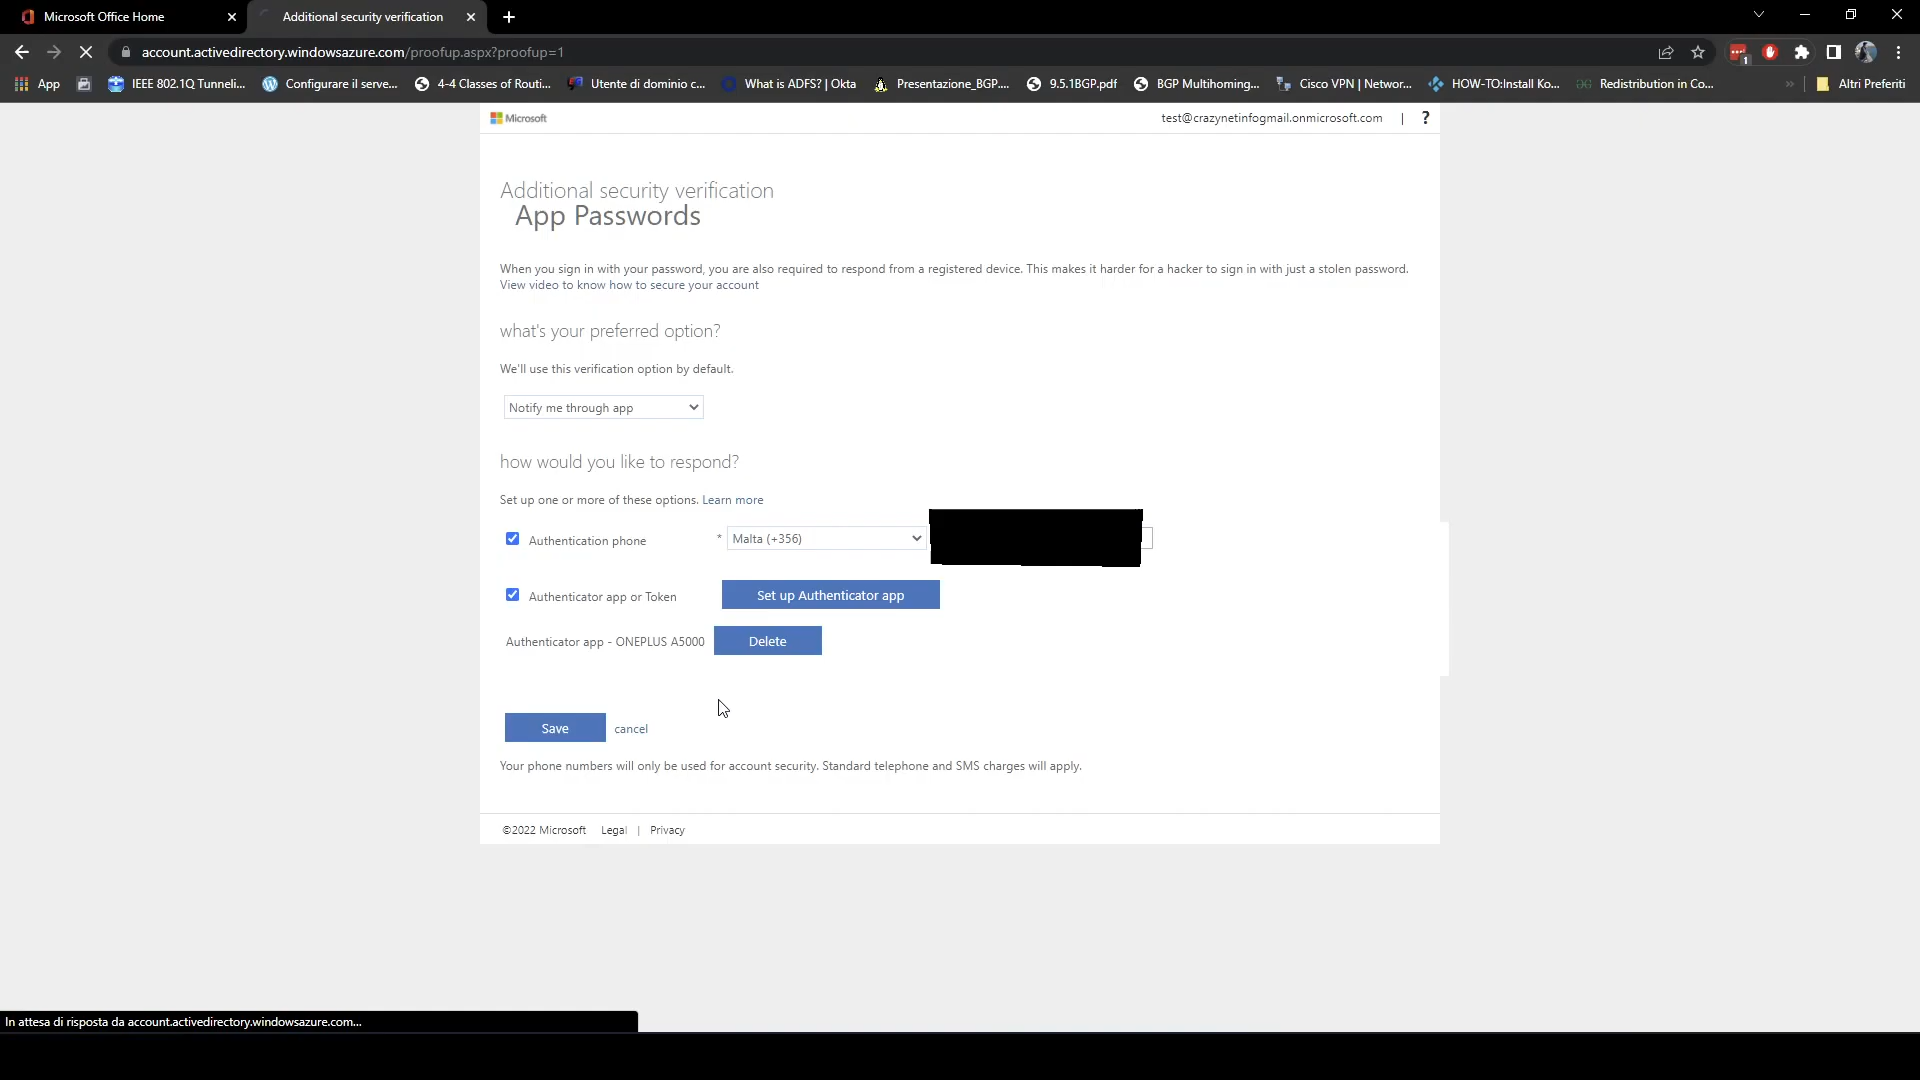 Microsoft Office Home
Additional security verification
account.activedirectory.windowsazure.com/proofup.aspx?proofup=1
1
App
IEEE 802.1Q Tunneli...
Configurare il serve...
4-4 Classes of Routi...
Utente di dominio c...
What is ADFS? | Okta
Presentazione_BGP....
9.5.1BGP.pdf
BGP Multihoming...
Cisco VPN | Networ...
HOW-TO:Install Ko...
Redistribution in Co...
»
Altri Preferiti
Microsoft
test@crazynetinfogmail.onmicrosoft.com | ?
Additional security verification
App Passwords
When you sign in with your password, you are also required to respond from a registered device. This makes it harder for a hacker to sign in with just a stolen password.
View video to know how to secure your account
what's your preferred option?
We'll use this verification option by default.
Notify me through app
how would you like to respond?
Set up one or more of these options. Learn more
Authentication phone * Malta (+356)
Authenticator app or Token Set up Authenticator app
Authenticator app - ONEPLUS A5000 Delete
Save cancel
Your phone numbers will only be used for account security. Standard telephone and SMS charges will apply.
©2022 Microsoft Legal | Privacy
In attesa di risposta da account.activedirectory.windowsazure.com...